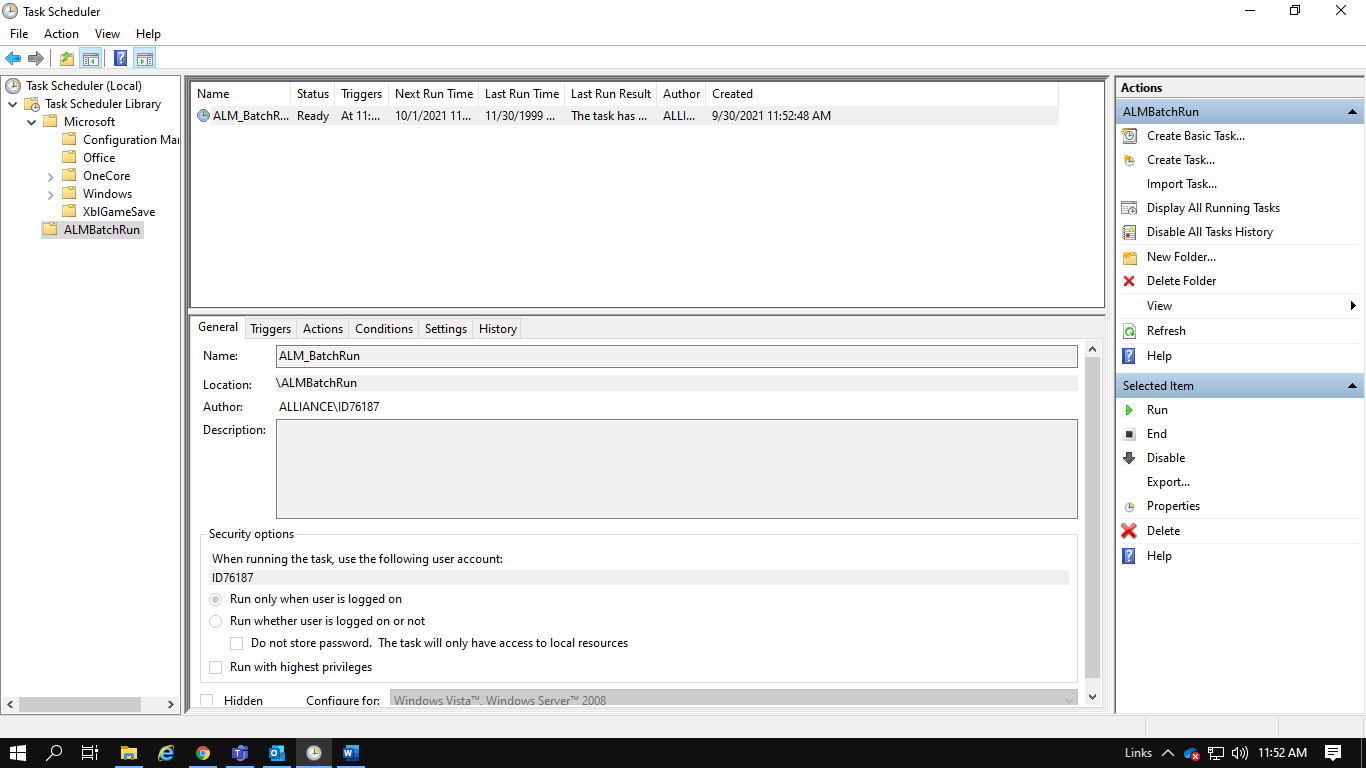 Task Scheduler
File Action View Help
Task Scheduler (Local)
Task Scheduler Library
Microsoft
Configuration Mar
Office
OneCore
Windows
XblGameSave
ALMBatchRun
Name Status Triggers Next Run Time Last Run Time Last Run Result Author Created
ALM_BatchR... Ready At 11:... 10/1/2021 11... 11/30/1999 ... The task has ... ALLI... 9/30/2021 11:52:48 AM
General Triggers Actions Conditions Settings History
Name: ALM_BatchRun
Location: \ALMBatchRun
Author: ALLIANCE\ID76187
Description:
Security options
When running the task, use the following user account:
ID76187
Run only when user is logged on
Run whether user is logged on or not
Do not store password. The task will only have access to local resources
Run with highest privileges
Hidden Configure for: Windows Vista™, Windows Server™ 2008
Actions
ALMBatchRun
Create Basic Task...
Create Task...
Import Task...
Display All Running Tasks
Disable All Tasks History
New Folder...
Delete Folder
View
Refresh
Help
Selected Item
Run
End
Disable
Export...
Properties
Delete
Help
Links 11:52 AM